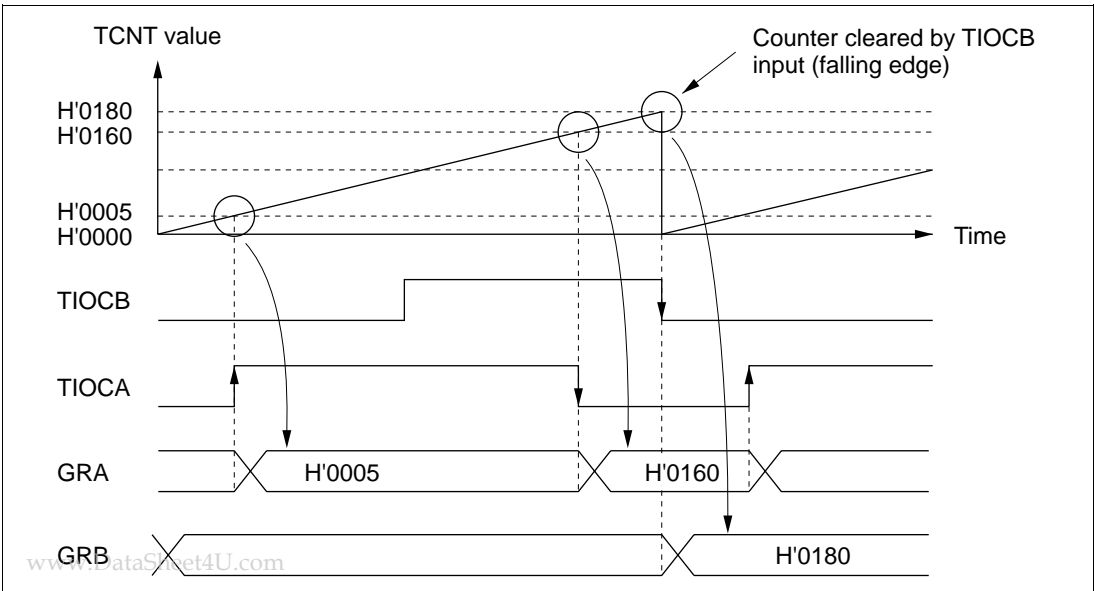 TCNT value
Counter cleared by TIOCB
input (falling edge)
H'0180
H'0160
H'0005
H'0000
Time
TIOCB
TIOCA
GRA
H'0005
H'0160
GRB
H'0180
www.DataSheet4U.com